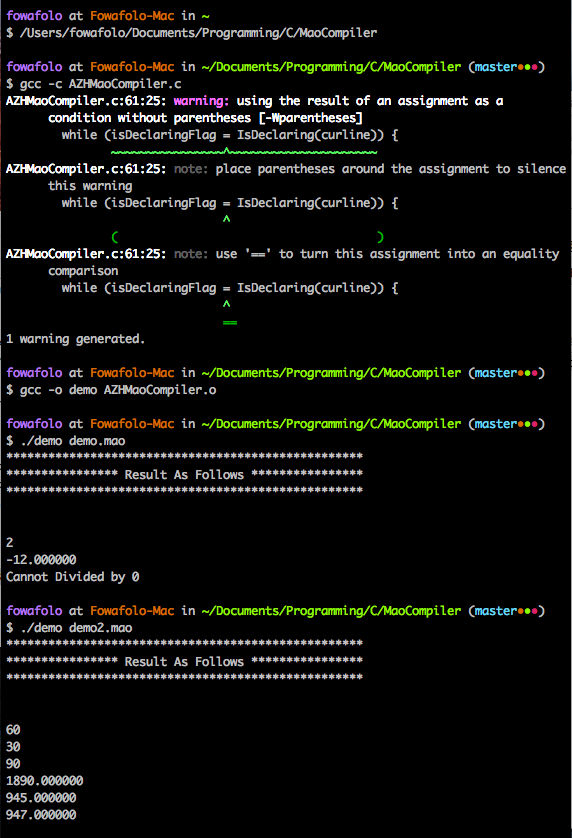 fowafolo at Fowafolo-Mac in ~
$ /Users/fowafolo/Documents/Programming/C/MaoCompiler
fowafolo at Fowafolo-Mac in ~/Documents/Programming/C/MaoCompiler (master●●●)
$ gcc -c AZHMaoCompiler.c
AZHMaoCompiler.c:61:25: warning: using the result of an assignment as a
condition without parentheses [-Wparentheses]
while (isDeclaringFlag = IsDeclaring(curline)) {
~~~~~~~~~~~~~~~~^~~~~~~~~~~~~~~~~~~~~~
AZHMaoCompiler.c:61:25: note: place parentheses around the assignment to silence
this warning
while (isDeclaringFlag = IsDeclaring(curline)) {
^
( )
AZHMaoCompiler.c:61:25: note: use '==' to turn this assignment into an equality
comparison
while (isDeclaringFlag = IsDeclaring(curline)) {
^
==
1 warning generated.
fowafolo at Fowafolo-Mac in ~/Documents/Programming/C/MaoCompiler (master●●●)
$ gcc -o demo AZHMaoCompiler.o
fowafolo at Fowafolo-Mac in ~/Documents/Programming/C/MaoCompiler (master●●●)
$ ./demo demo.mao
***************************************************
**************** Result As Follows ****************
***************************************************
2
-12.000000
Cannot Divided by 0
fowafolo at Fowafolo-Mac in ~/Documents/Programming/C/MaoCompiler (master●●●)
$ ./demo demo2.mao
***************************************************
**************** Result As Follows ****************
***************************************************
60
30
90
1890.000000
945.000000
947.000000